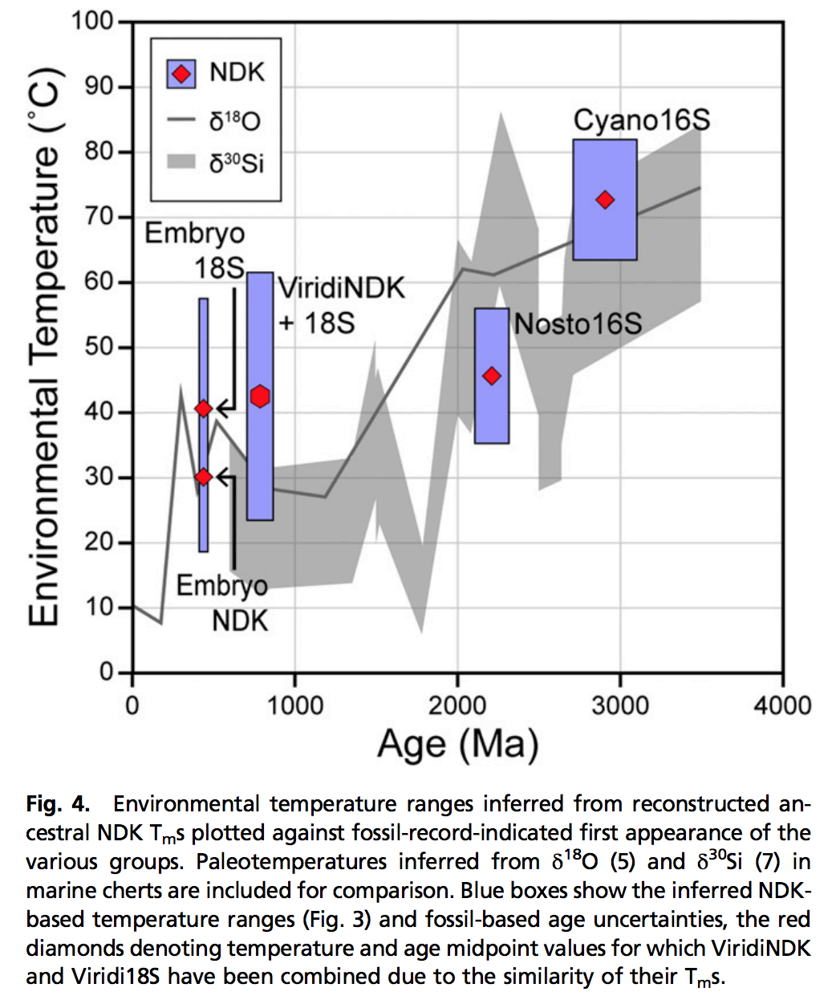 100
90
80
70
60
50
40
30
20
10
0
Environmental Temperature (˚C)
NDK
δ¹⁸O
δ³⁰Si
Embryo
18S
ViridiNDK
+ 18S
Cyano16S
Nosto16S
Embryo
NDK
0 1000 2000 3000 4000
Age (Ma)
Fig. 4. Environmental temperature ranges inferred from reconstructed an-
cestral NDK Tₘs plotted against fossil-record-indicated first appearance of the
various groups. Paleotemperatures inferred from δ¹⁸O (5) and δ³⁰Si (7) in
marine cherts are included for comparison. Blue boxes show the inferred NDK-
based temperature ranges (Fig. 3) and fossil-based age uncertainties, the red
diamonds denoting temperature and age midpoint values for which ViridiNDK
and Viridi18S have been combined due to the similarity of their Tₘs.